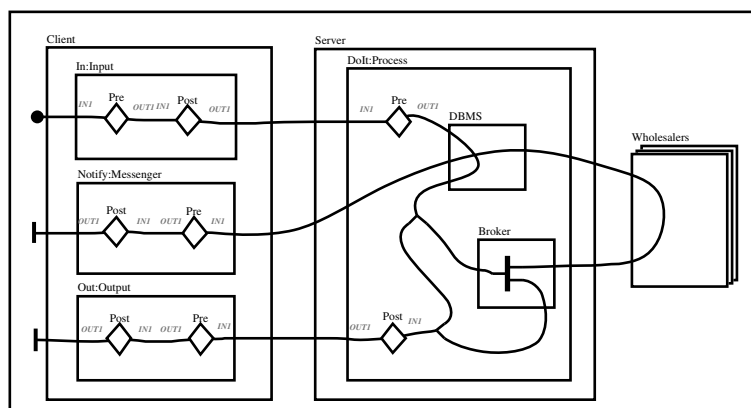 Client
Server
In:Input
DoIt:Process
IN1
Pre
OUT1
IN1
Post
OUT1
IN1
Pre
OUT1
DBMS
Wholesalers
Notify:Messenger
OUT1
Post
IN1
OUT1
Pre
IN1
Broker
Out:Output
OUT1
Post
IN1
OUT1
Pre
IN1
OUT1
Post
IN1